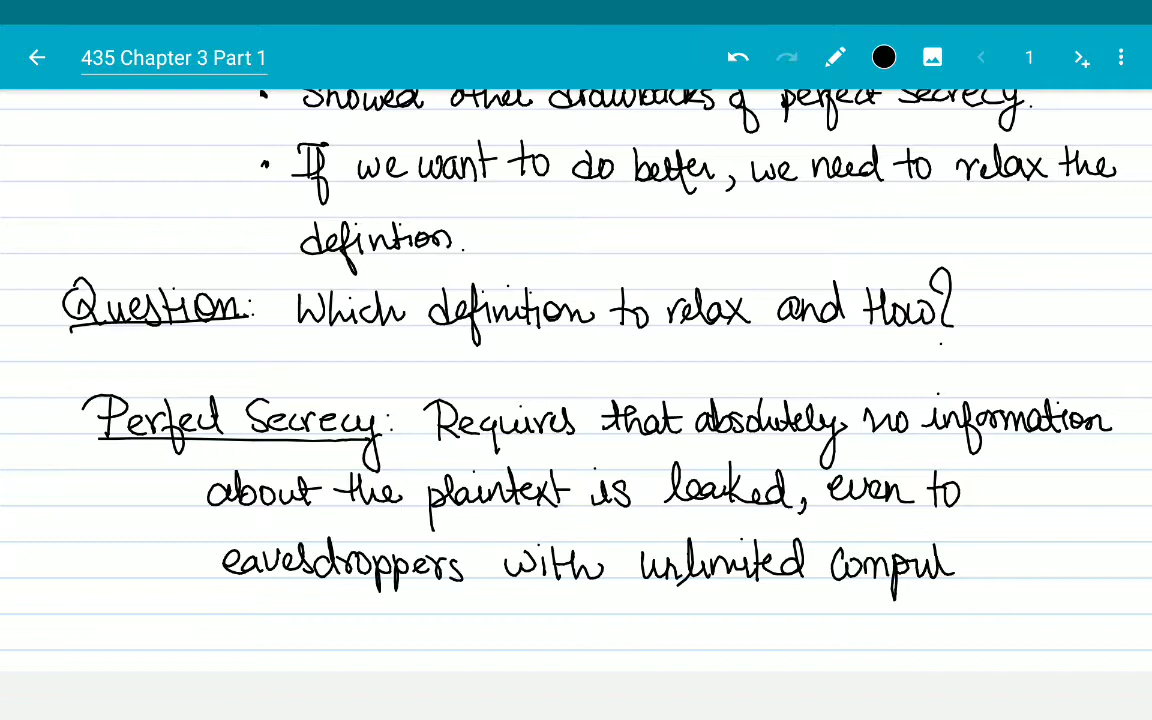 435 Chapter 3 Part 1
1
• Showed other drawbacks of perfect secrecy.
• If we want to do better, we need to relax the
defintion.
Question: Which definition to relax and How?
Perfect Secrecy: Requires that absolutely no information
about the plaintext is leaked, even to
eavesdroppers with unlimited comput